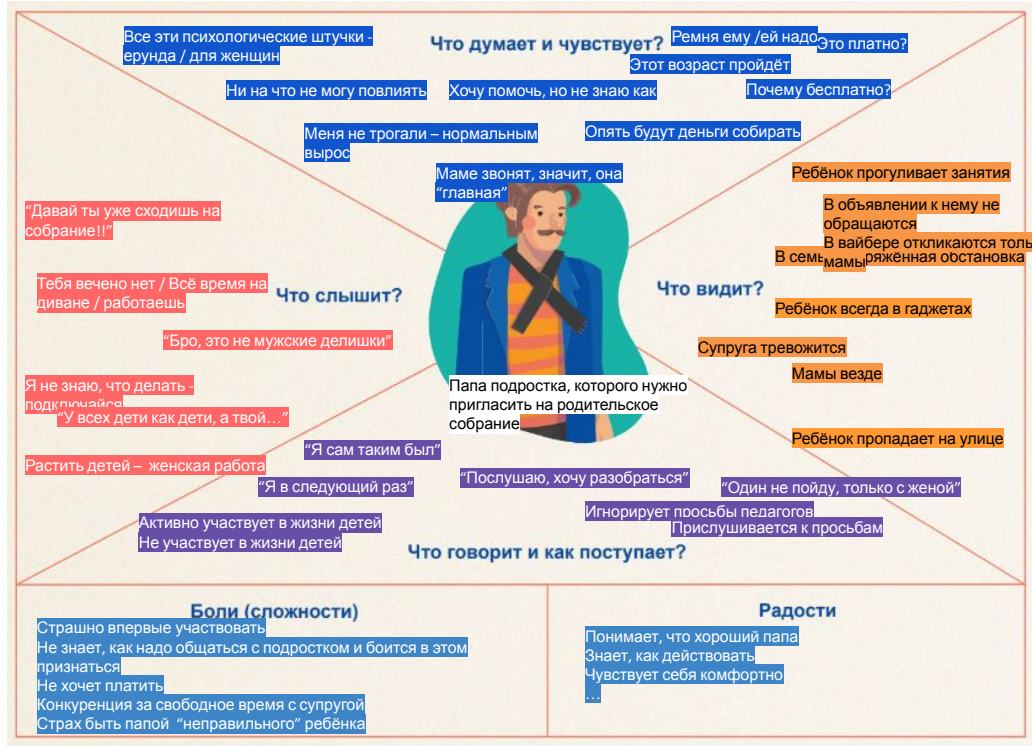 Все эти психологические штучки -
ерунда / для женщин
Что думает и чувствует?
Ремня ему /ей надо
Это платно?
Этот возраст пройдёт
Ни на что не могу повлиять
Хочу помочь, но не знаю как
Почему бесплатно?
Меня не трогали – нормальным
вырос
Опять будут деньги собирать
Маме звонят, значит, она
“главная”
Ребёнок прогуливает занятия
В объявлении к нему не
обращаются
В вайбере откликаются
мамы
В обстановка
Что видит?
Ребёнок всегда в гаджетах
Супруга тревожится
Мамы везде
Ребёнок пропадает на улице
“Давай ты уже сходишь на
собрание!!”
Тебя вечено нет / Всё время на
диване / работаешь
Что слышит?
“Бро, это не мужские делишки”
Я не знаю, что делать -
подключайся
“У всех дети как дети, а твой…”
Растить детей – женская работа
Папа подростка, которого нужно
пригласить на родительское
собрание
“Я сам таким был”
“Я в следующий раз”
“Послушаю, хочу разобраться”
“Один не пойду, только с женой”
Игнорирует просьбы педагогов
Прислушивается к просьбам
Активно участвует в жизни детей
Не участвует в жизни детей
Что говорит и как поступает?
Боли (сложности)
Страшно впервые участвовать
Не знает, как надо общаться с подростком и боится в этом
признаться
Не хочет платить
Конкуренция за свободное время с супругой
Страх быть папой “неправильного” ребёнка
Радости
Понимает, что хороший папа
Знает, как действовать
Чувствует себя комфортно
…